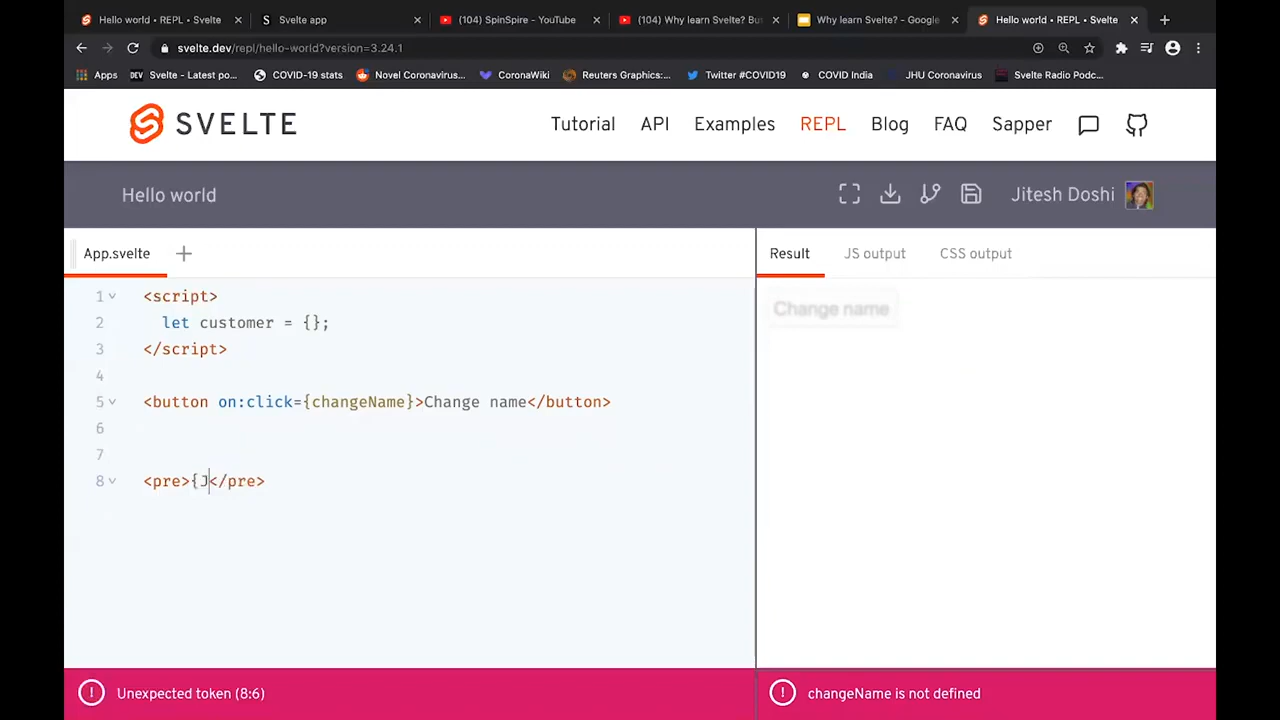 Hello world • REPL • Svelte
Svelte app
(104) SpinSpire - YouTube
(104) Why learn Svelte? Bu
Why learn Svelte? - Google
Hello world • REPL • Svelte
svelte.dev/repl/hello-world?version=3.24.1
Apps
DEV
Svelte - Latest po...
COVID-19 stats
Novel Coronavirus...
CoronaWiki
Reuters Graphics:...
Twitter #COVID19
COVID India
JHU Coronavirus
Svelte Radio Podc...
SVELTE
Tutorial
API
Examples
REPL
Blog
FAQ
Sapper
Hello world
Jitesh Doshi
App.svelte
Result
JS output
CSS output
1 <script>
2 let customer = {};
3 </script>
4
5 <button on:click={changeName}>Change name</button>
6
7
8 <pre>{J</pre>
Change name
Unexpected token (8:6)
changeName is not defined